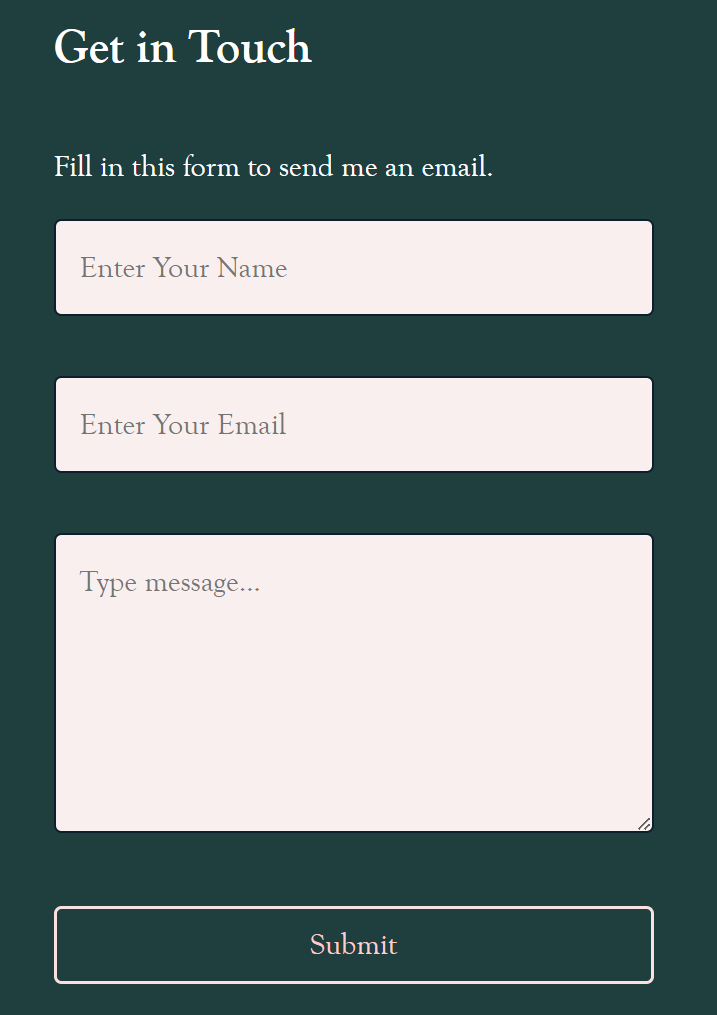 Get in Touch
Fill in this form to send me an email.
Enter Your Name
Enter Your Email
Type message...
Submit